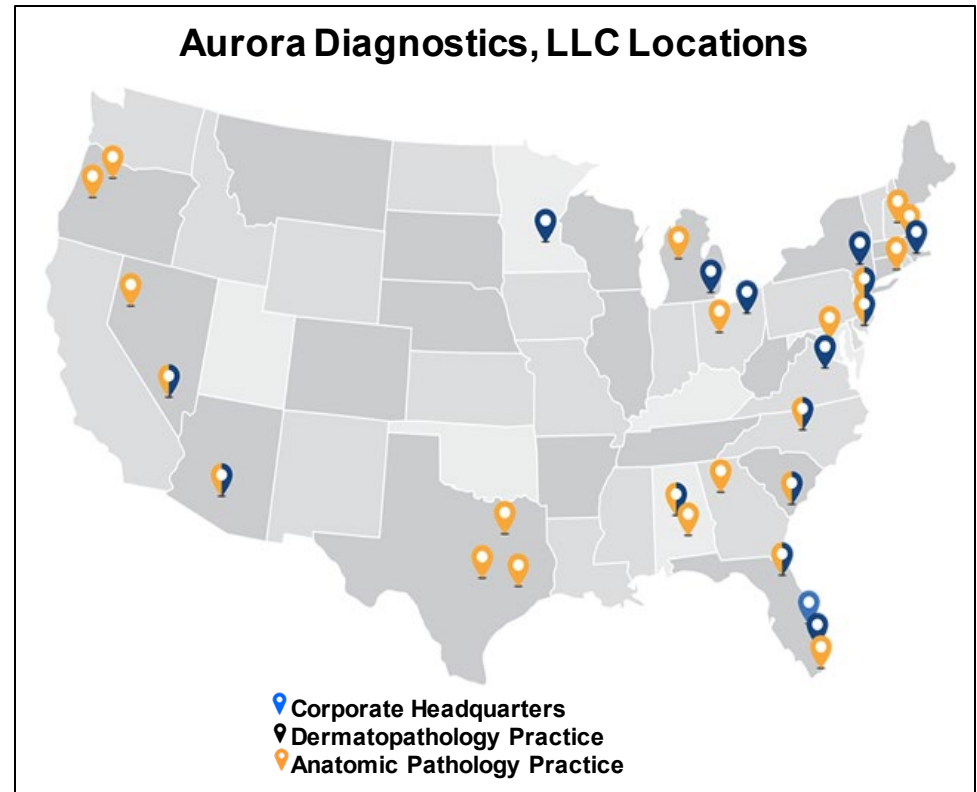 Aurora Diagnostics, LLC Locations
Corporate Headquarters
Dermatopathology Practice
Anatomic Pathology Practice